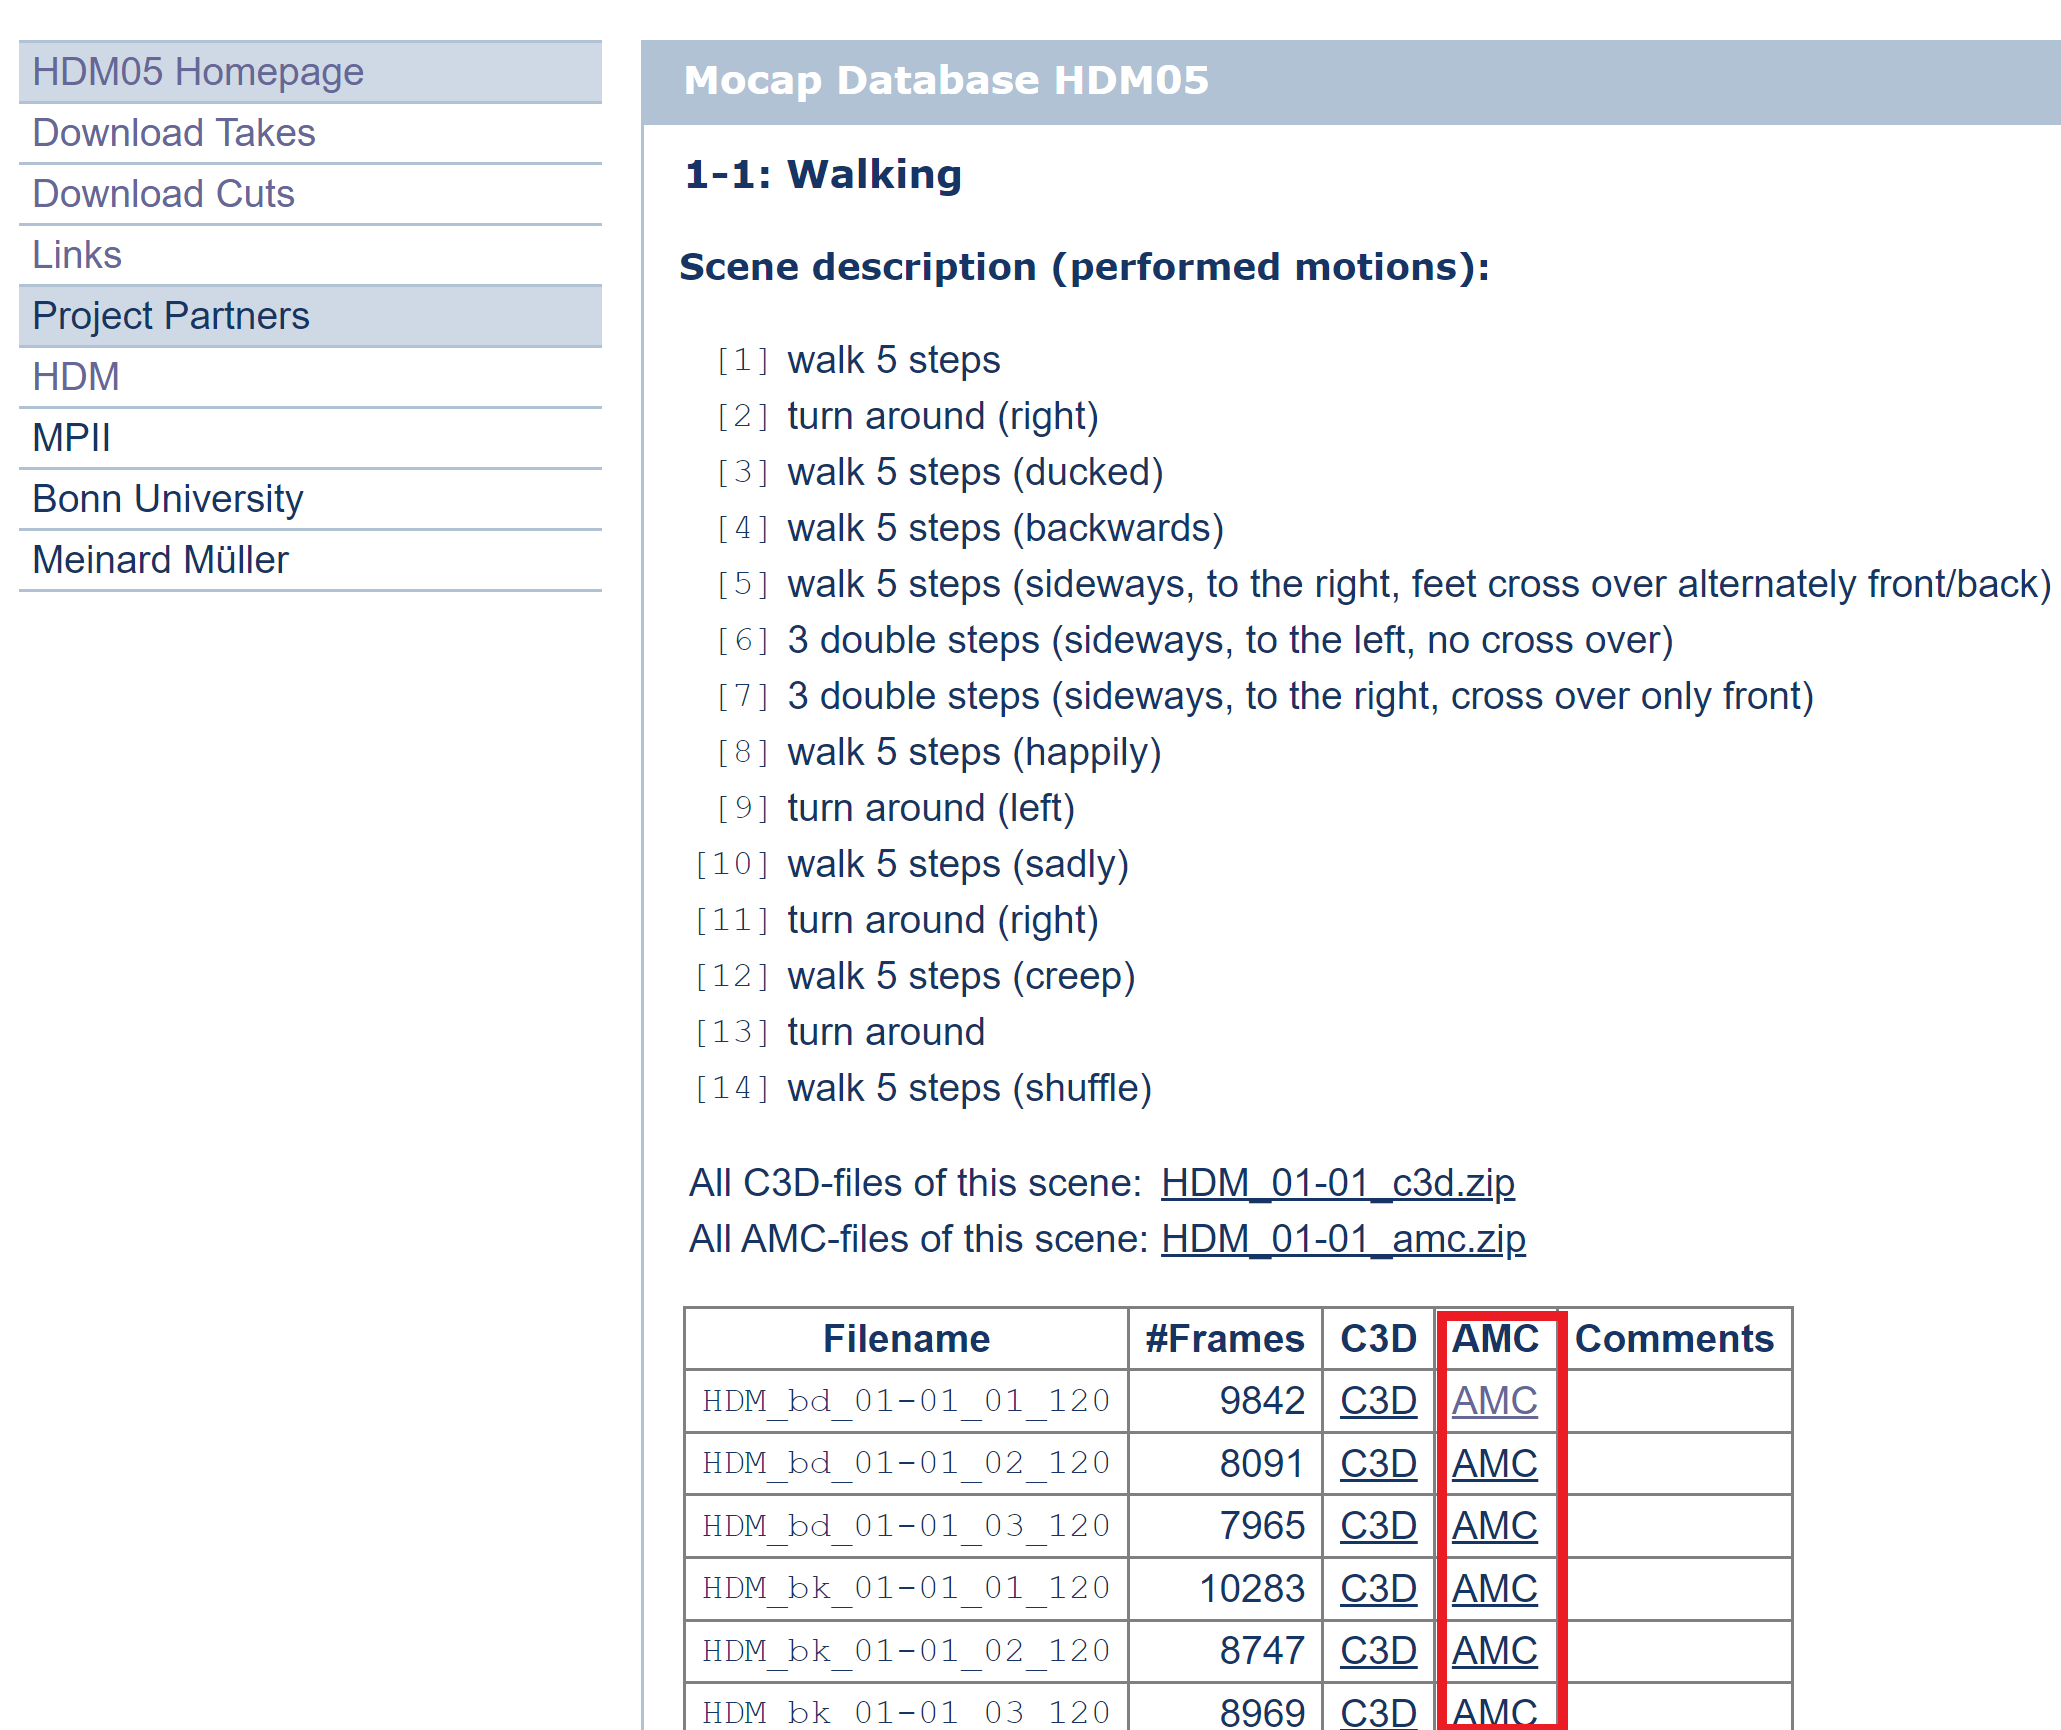 HDM05 Homepage
Download Takes
Download Cuts
Links
Project Partners
HDM
MPII
Bonn University
Meinard Müller
Mocap Database HDM05
1-1: Walking
Scene description (performed motions):
[1] walk 5 steps
[2] turn around (right)
[3] walk 5 steps (ducked)
[4] walk 5 steps (backwards)
[5] walk 5 steps (sideways, to the right, feet cross over alternately front/back)
[6] 3 double steps (sideways, to the left, no cross over)
[7] 3 double steps (sideways, to the right, cross over only front)
[8] walk 5 steps (happily)
[9] turn around (left)
[10] walk 5 steps (sadly)
[11] turn around (right)
[12] walk 5 steps (creep)
[13] turn around
[14] walk 5 steps (shuffle)
All C3D-files of this scene: HDM_01-01_c3d.zip
All AMC-files of this scene: HDM_01-01_amc.zip
Filename #Frames C3D AMC Comments
HDM_bd_01-01_01_120 9842 C3D AMC
HDM_bd_01-01_02_120 8091 C3D AMC
HDM_bd_01-01_03_120 7965 C3D AMC
HDM_bk_01-01_01_120 10283 C3D AMC
HDM_bk_01-01_02_120 8747 C3D AMC
HDM_bk_01-01_03_120 8969 C3D AMC